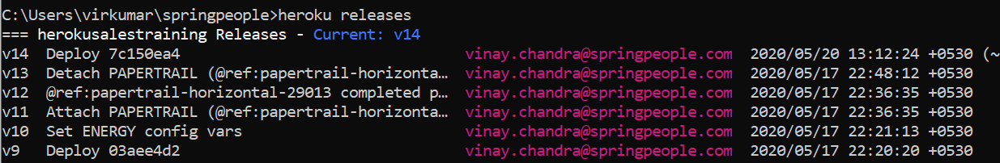 C:\Users\virkumar\springpeople>heroku releases
=== herokusalestraining Releases - Current: v14
v14 Deploy 7c150ea4 vinay.chandra@springpeople.com 2020/05/20 13:12:24 +0530 (~
v13 Detach PAPERTRAIL (@ref:papertrail-horizonta… vinay.chandra@springpeople.com 2020/05/17 22:48:12 +0530
v12 @ref:papertrail-horizontal-29013 completed p… vinay.chandra@springpeople.com 2020/05/17 22:36:35 +0530
v11 Attach PAPERTRAIL (@ref:papertrail-horizonta… vinay.chandra@springpeople.com 2020/05/17 22:36:35 +0530
v10 Set ENERGY config vars vinay.chandra@springpeople.com 2020/05/17 22:21:13 +0530
v9 Deploy 03aee4d2 vinay.chandra@springpeople.com 2020/05/17 22:20:20 +0530